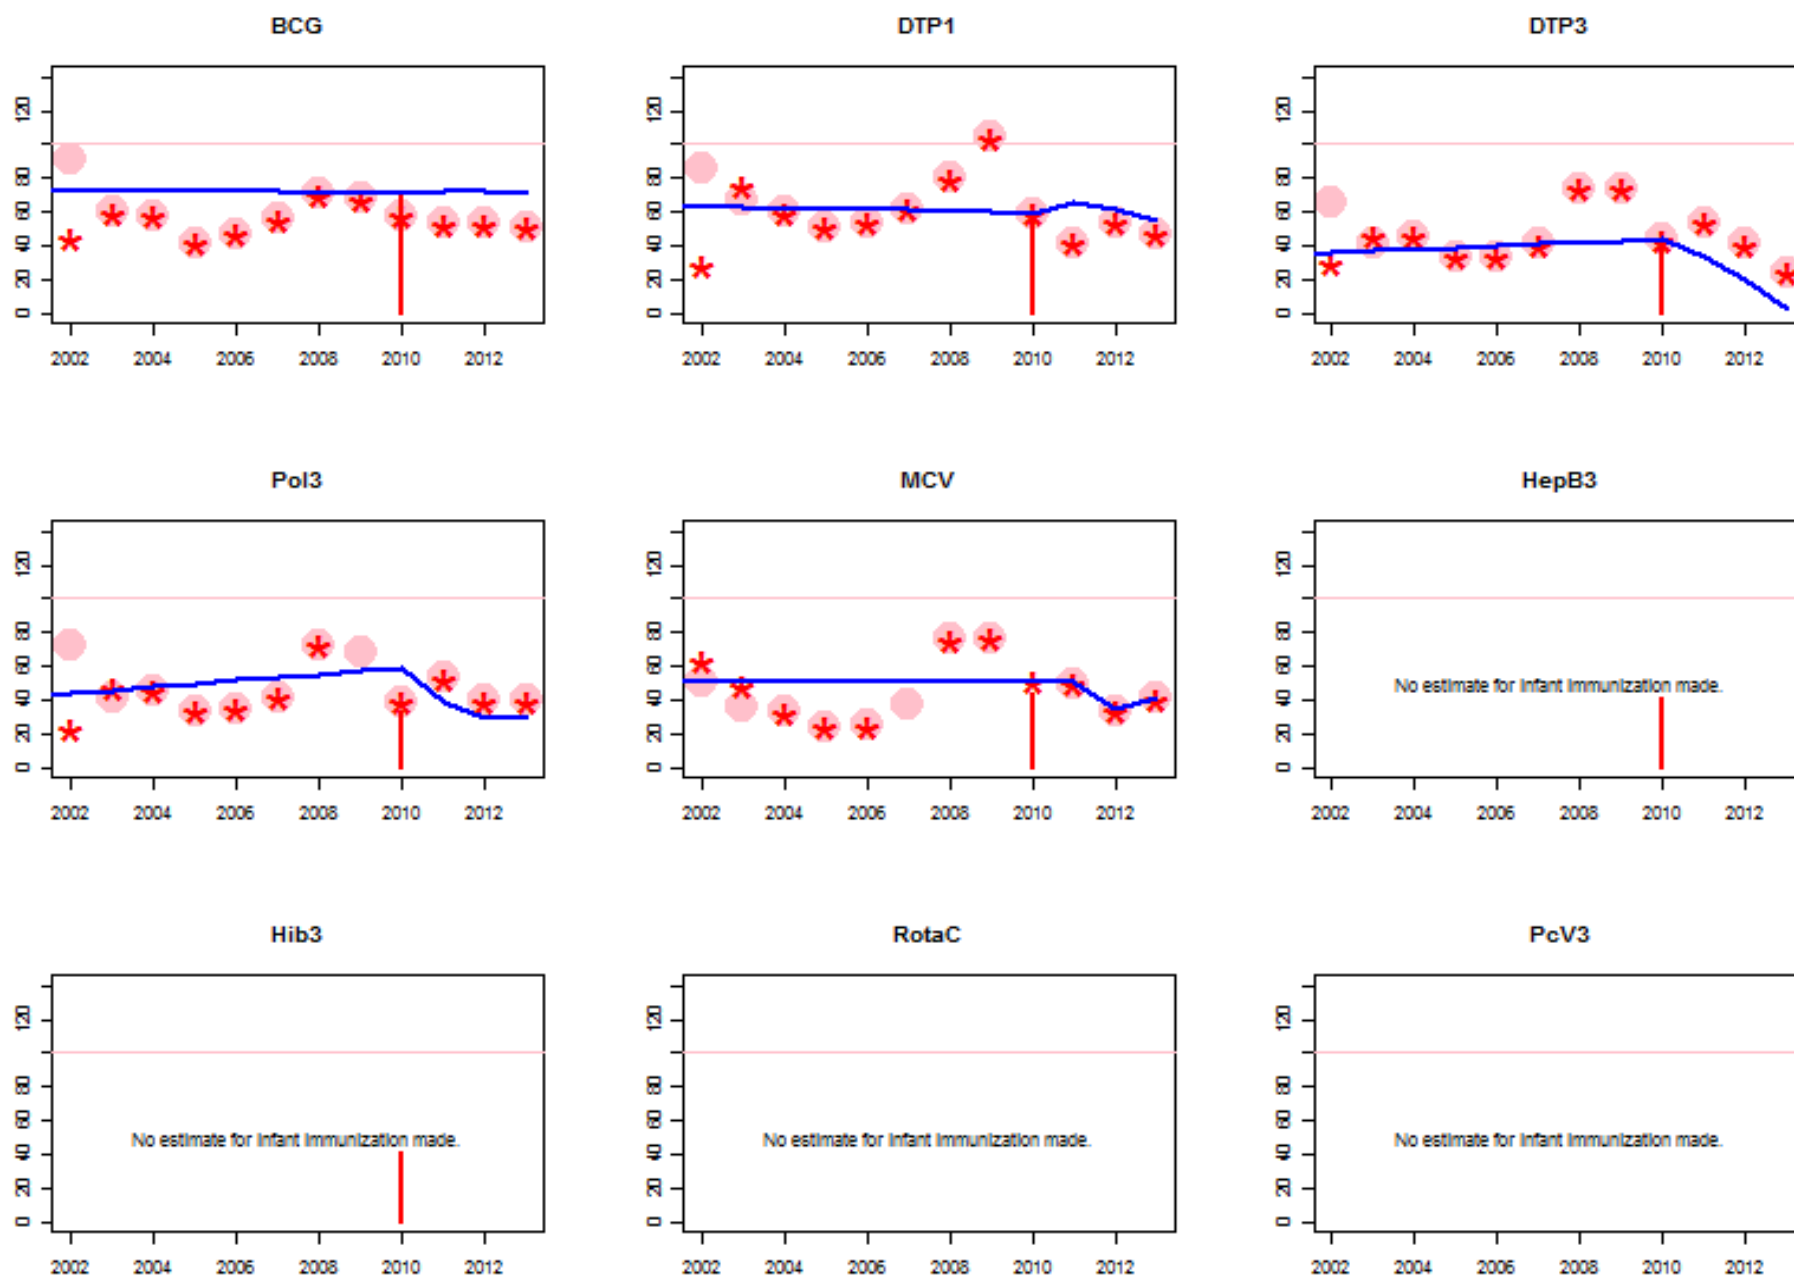 BCG DTP1 DTP3
120 120 120
80 80 80
60 60 60
40 40 40
20 20 20
0 0 0
2002 2004 2006 2008 2010 2012 2002 2004 2006 2008 2010 2012 2002 2004 2006 2008 2010 2012
Pol3 MCV HepB3
120 120 120
80 80 80
60 60 60
No estimate for infant immunization made.
40 40 40
20 20 20
0 0 0
2002 2004 2006 2008 2010 2012 2002 2004 2006 2008 2010 2012 2002 2004 2006 2008 2010 2012
Hib3 RotaC PcV3
120 120 120
80 80 80
60 60 60
No estimate for infant immunization made. No estimate for infant immunization made. No estimate for infant immunization made.
40 40 40
20 20 20
0 0 0
2002 2004 2006 2008 2010 2012 2002 2004 2006 2008 2010 2012 2002 2004 2006 2008 2010 2012